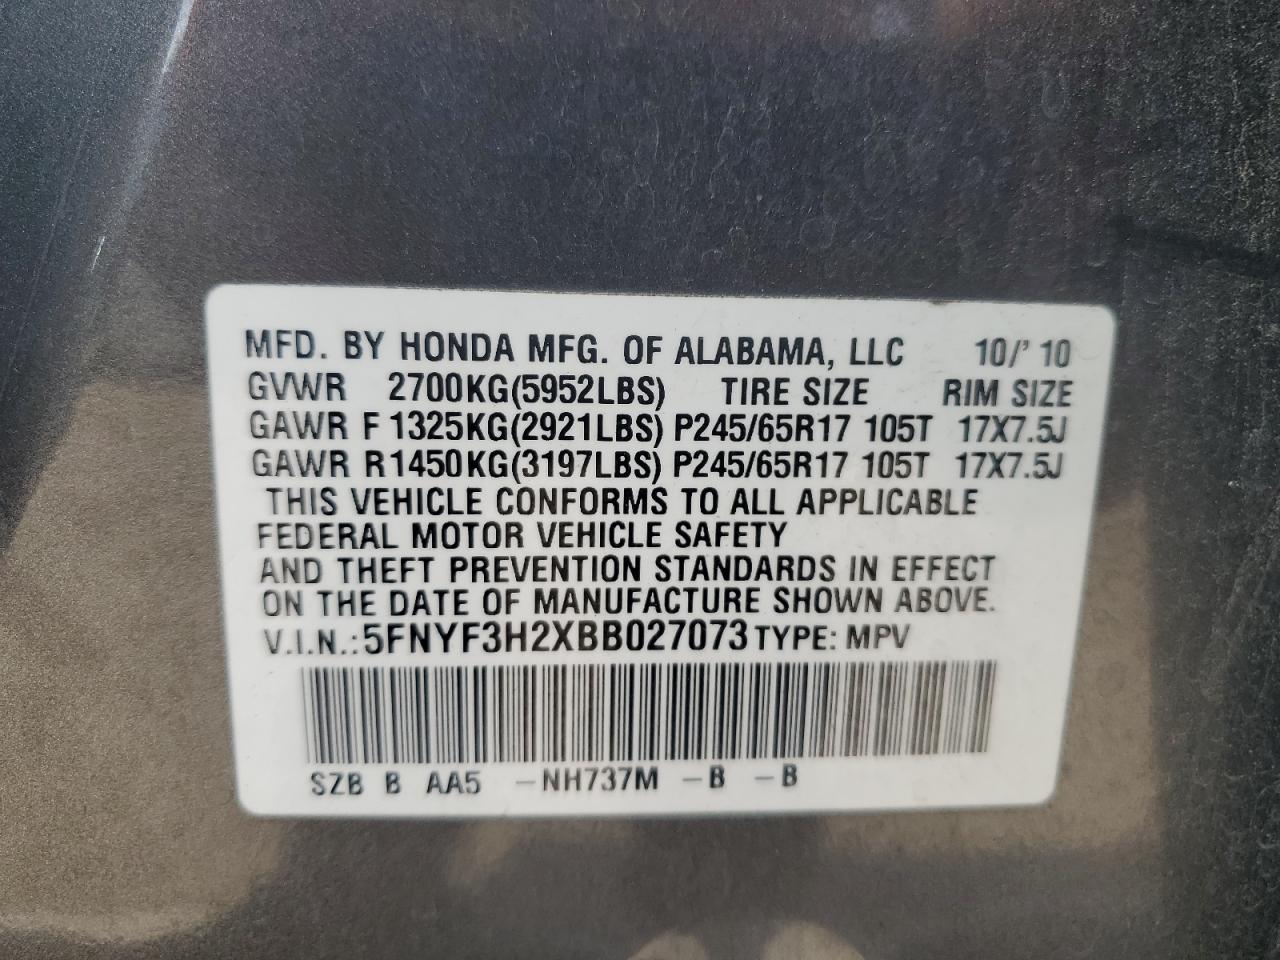 MFD. BY HONDA MFG. OF ALABAMA, LLC 10/'10
GVWR 2700KG(5952LBS) TIRE SIZE RIM SIZE
GAWR F 1325KG(2921LBS) P245/65R17 105T 17X7.5J
GAWR R 1450KG(3197LBS) P245/65R17 105T 17X7.5J
THIS VEHICLE CONFORMS TO ALL APPLICABLE
FEDERAL MOTOR VEHICLE SAFETY
AND THEFT PREVENTION STANDARDS IN EFFECT
ON THE DATE OF MANUFACTURE SHOWN ABOVE.
V.I.N.: 5FNYF3H2XBB027073 TYPE: MPV
SZB B AA5 -NH737M -B -B